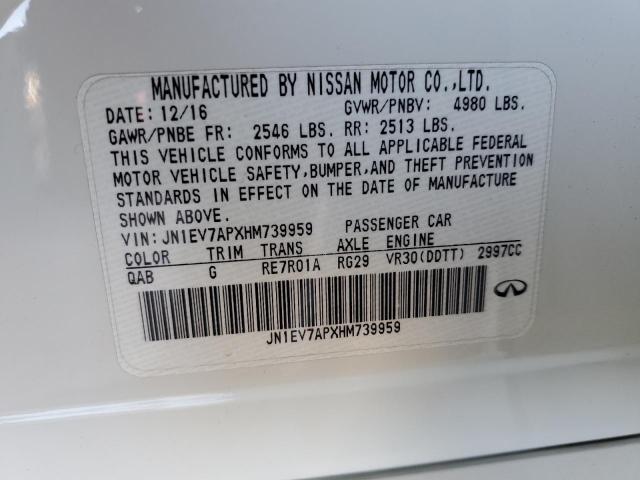 MANUFACTURED BY NISSAN MOTOR CO.,LTD.
DATE: 12/16 GVWR/PNBV: 4980 LBS.
GAWR/PNBE FR: 2546 LBS. RR: 2513 LBS.
THIS VEHICLE CONFORMS TO ALL APPLICABLE FEDERAL
MOTOR VEHICLE SAFETY,BUMPER,AND THEFT PREVENTION
STANDARDS IN EFFECT ON THE DATE OF MANUFACTURE
SHOWN ABOVE.
VIN: JN1EV7APXHM739959 PASSENGER CAR
COLOR TRIM TRANS AXLE ENGINE
QAB G RE7R01A RG29 VR30(DDTT) 2997CC
JN1EV7APXHM739959